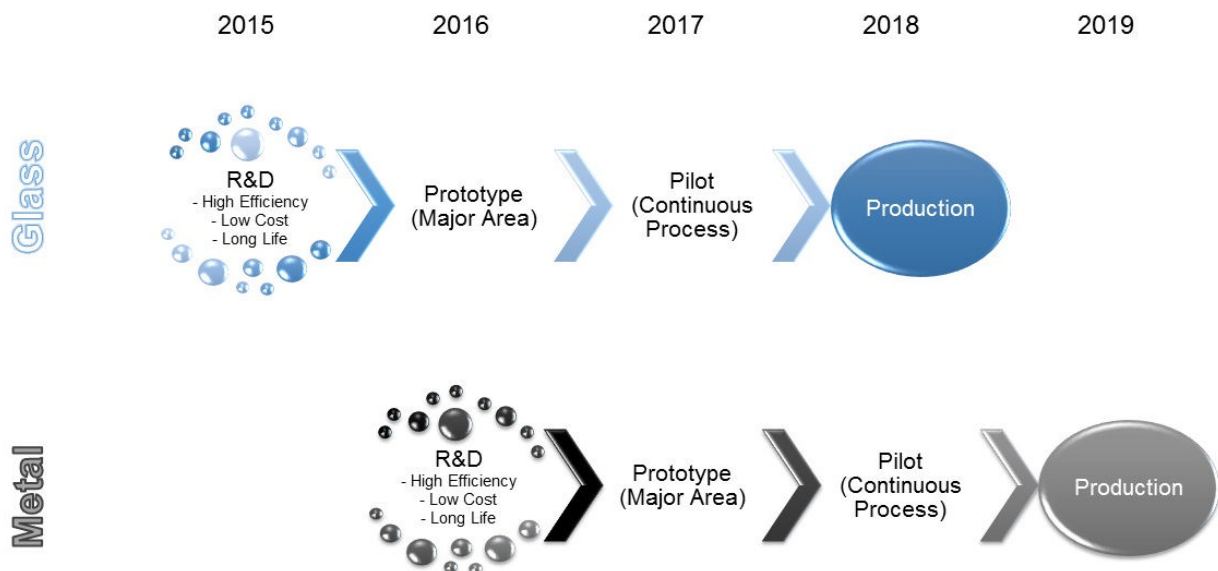 2015 2016 2017 2018 2019
Glass
R&D
- High Efficiency
- Low Cost
- Long Life
Prototype
(Major Area)
Pilot
(Continuous
Process)
Production
Metal
R&D
- High Efficiency
- Low Cost
- Long Life
Prototype
(Major Area)
Pilot
(Continuous
Process)
Production